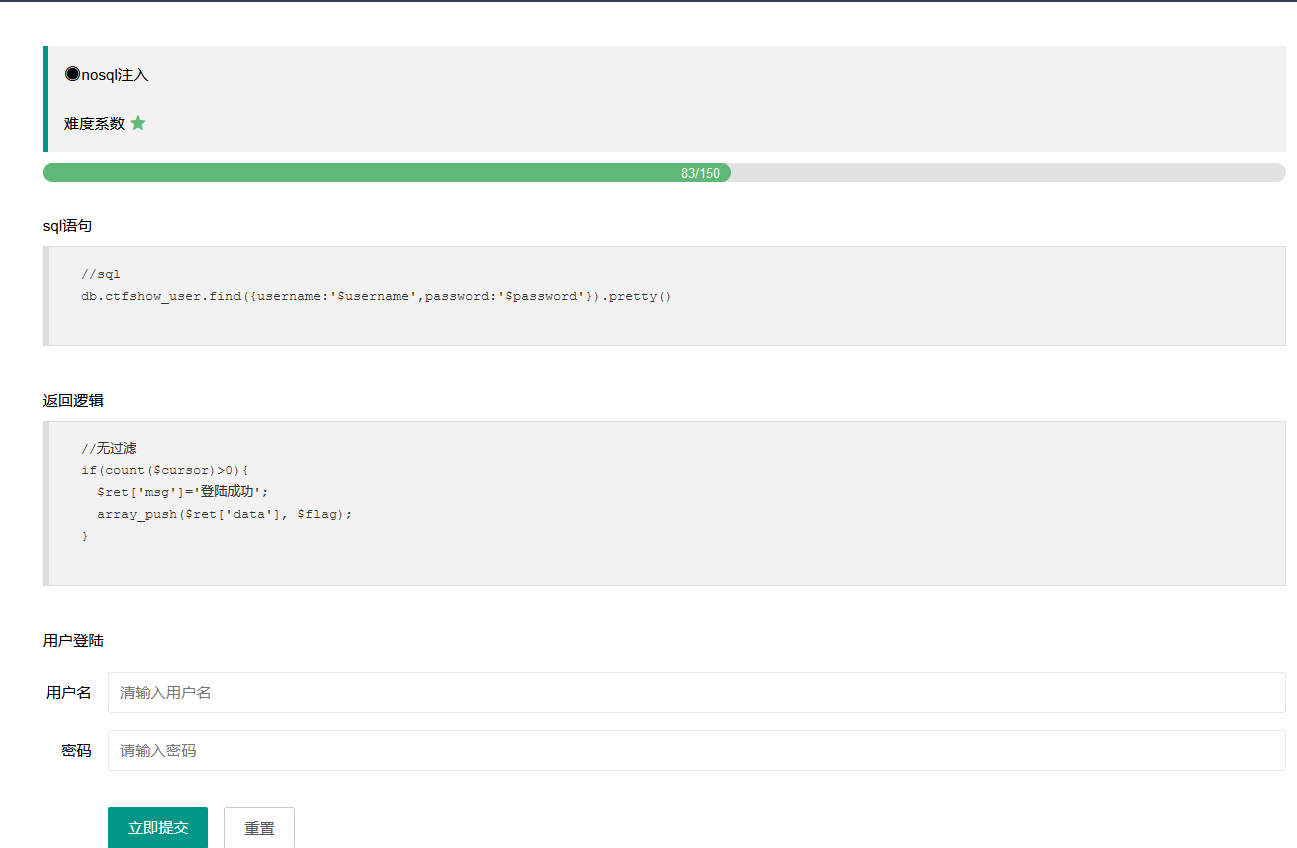 ◉nosql注入
难度系数 ★
83/150
sql语句
//sql
db.ctfshow_user.find({username:'$username',password:'$password'}).pretty()
返回逻辑
//无过滤
if(count($cursor)>0){
$ret['msg']='登陆成功';
array_push($ret['data'], $flag);
}
用户登陆
用户名 请输入用户名
密码 请输入密码
立即提交 重置